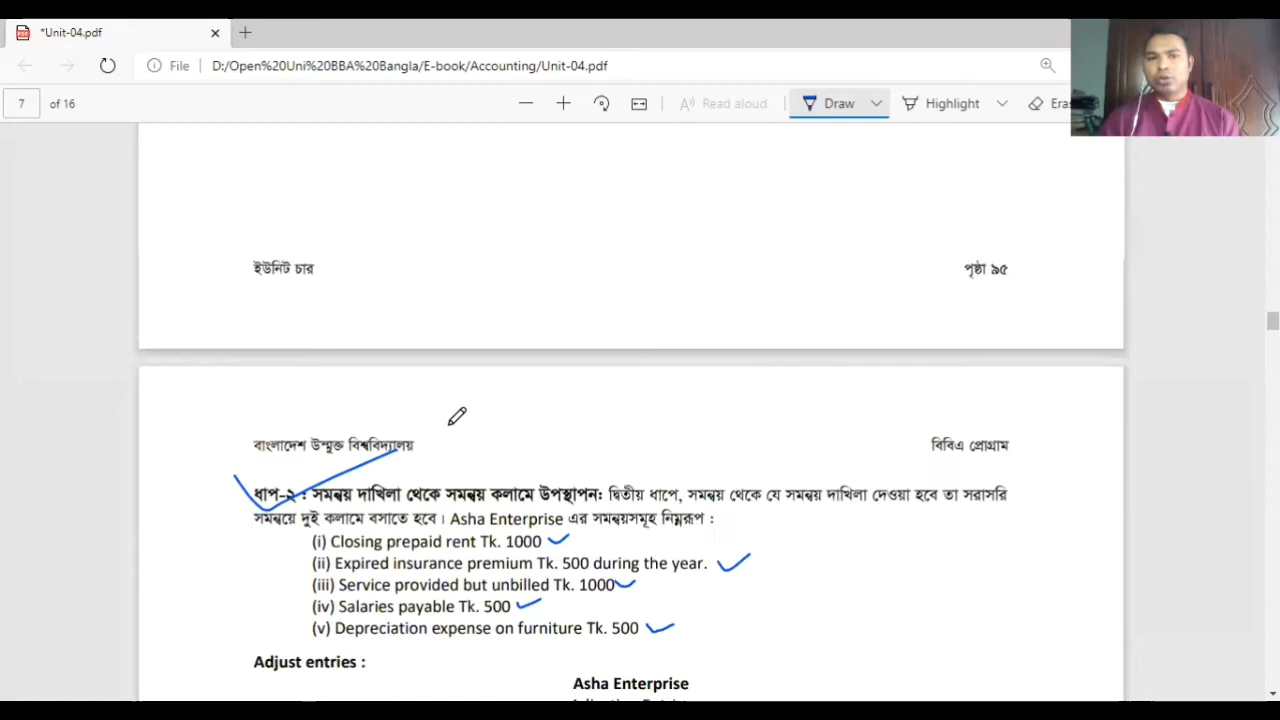 *Unit-04.pdf
File
D:/Open%20Uni%20BBA%20Bangla/E-book/Accounting/Unit-04.pdf
7 of 16
Read aloud
Draw
Highlight
ইউনিট চার
পৃষ্ঠা ৯৫
বাংলাদেশ উন্মুক্ত বিশ্ববিদ্যালয়
বিবিএ প্রোগ্রাম
ধাপ-২ : সমন্বয় দাখিলা থেকে সমন্বয় কলামে উপস্থাপন: দ্বিতীয় ধাপে, সমন্বয় থেকে যে সমন্বয় দাখিলা দেওয়া হবে তা সরাসরি
সমন্বয়ে দুই কলামে বসাতে হবে। Asha Enterprise এর সমন্বয়সমূহ নিম্নরূপ :
(i) Closing prepaid rent Tk. 1000
(ii) Expired insurance premium Tk. 500 during the year.
(iii) Service provided but unbilled Tk. 1000
(iv) Salaries payable Tk. 500
(v) Depreciation expense on furniture Tk. 500
Adjust entries :
Asha Enterprise